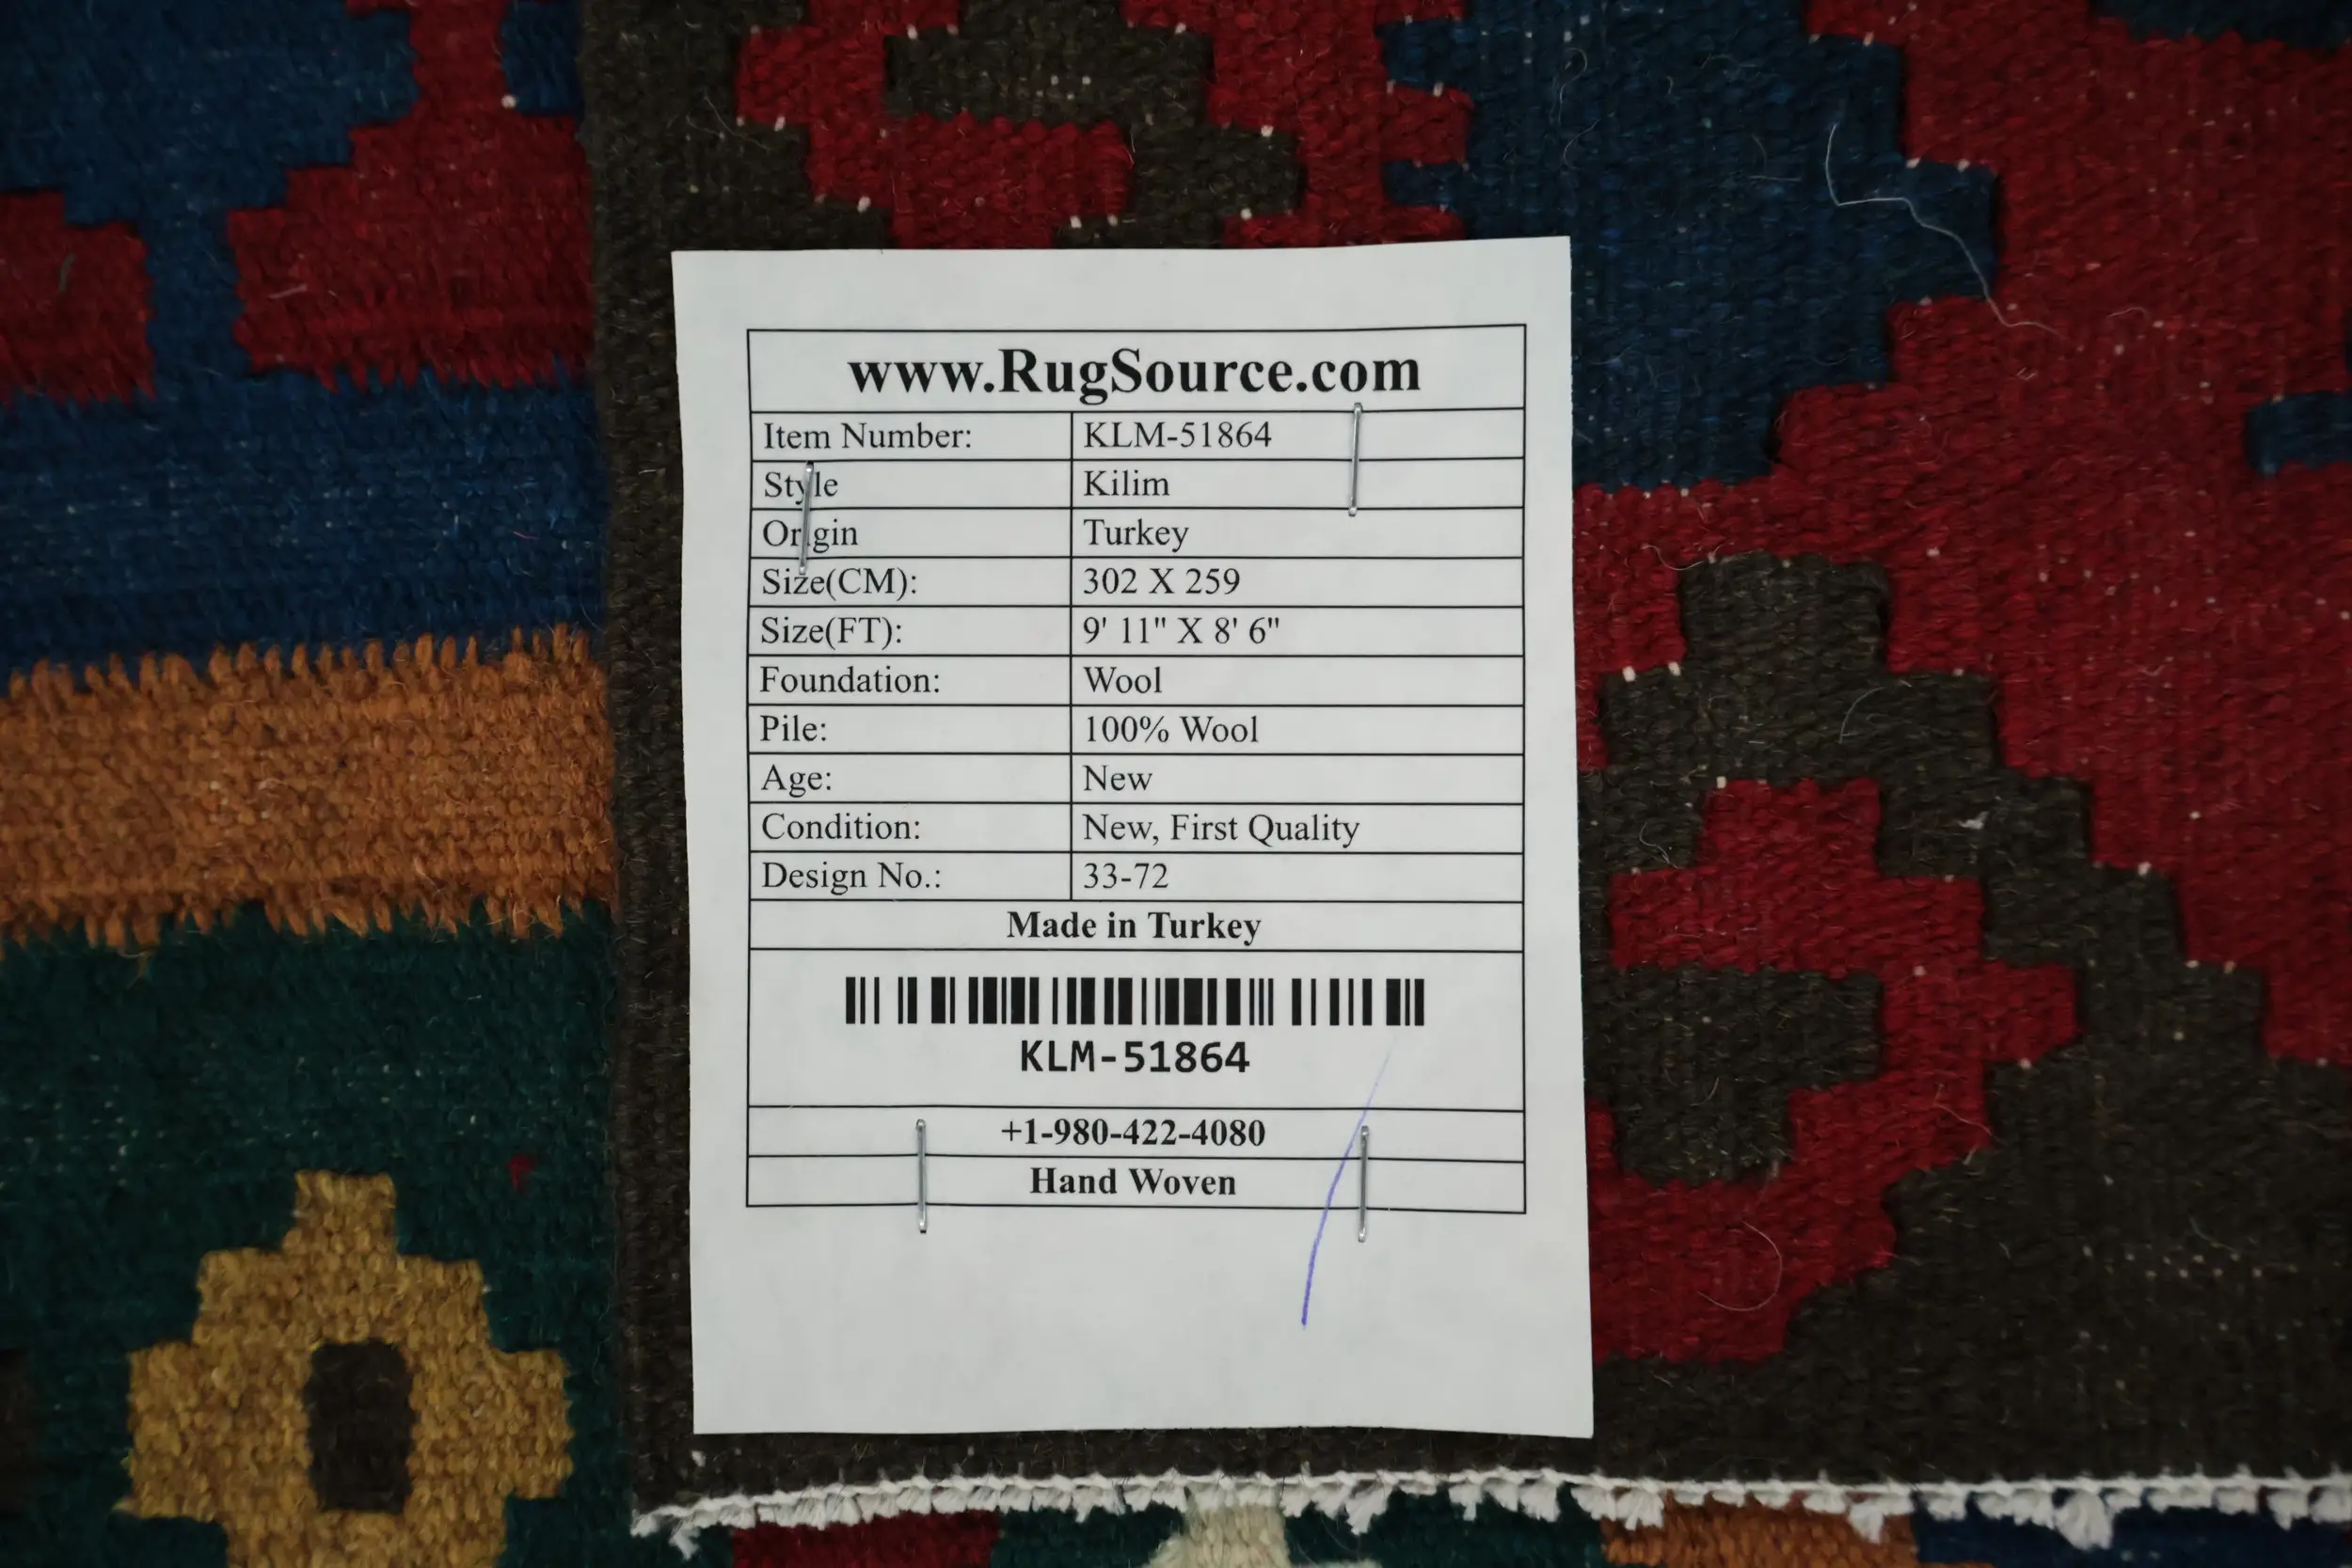 www.RugSource.com
Item Number: KLM-51864
Style Kilim
Origin Turkey
Size(CM): 302 X 259
Size(FT): 9' 11" X 8' 6"
Foundation: Wool
Pile: 100% Wool
Age: New
Condition: New, First Quality
Design No.: 33-72
Made in Turkey
KLM-51864
+1-980-422-4080
Hand Woven